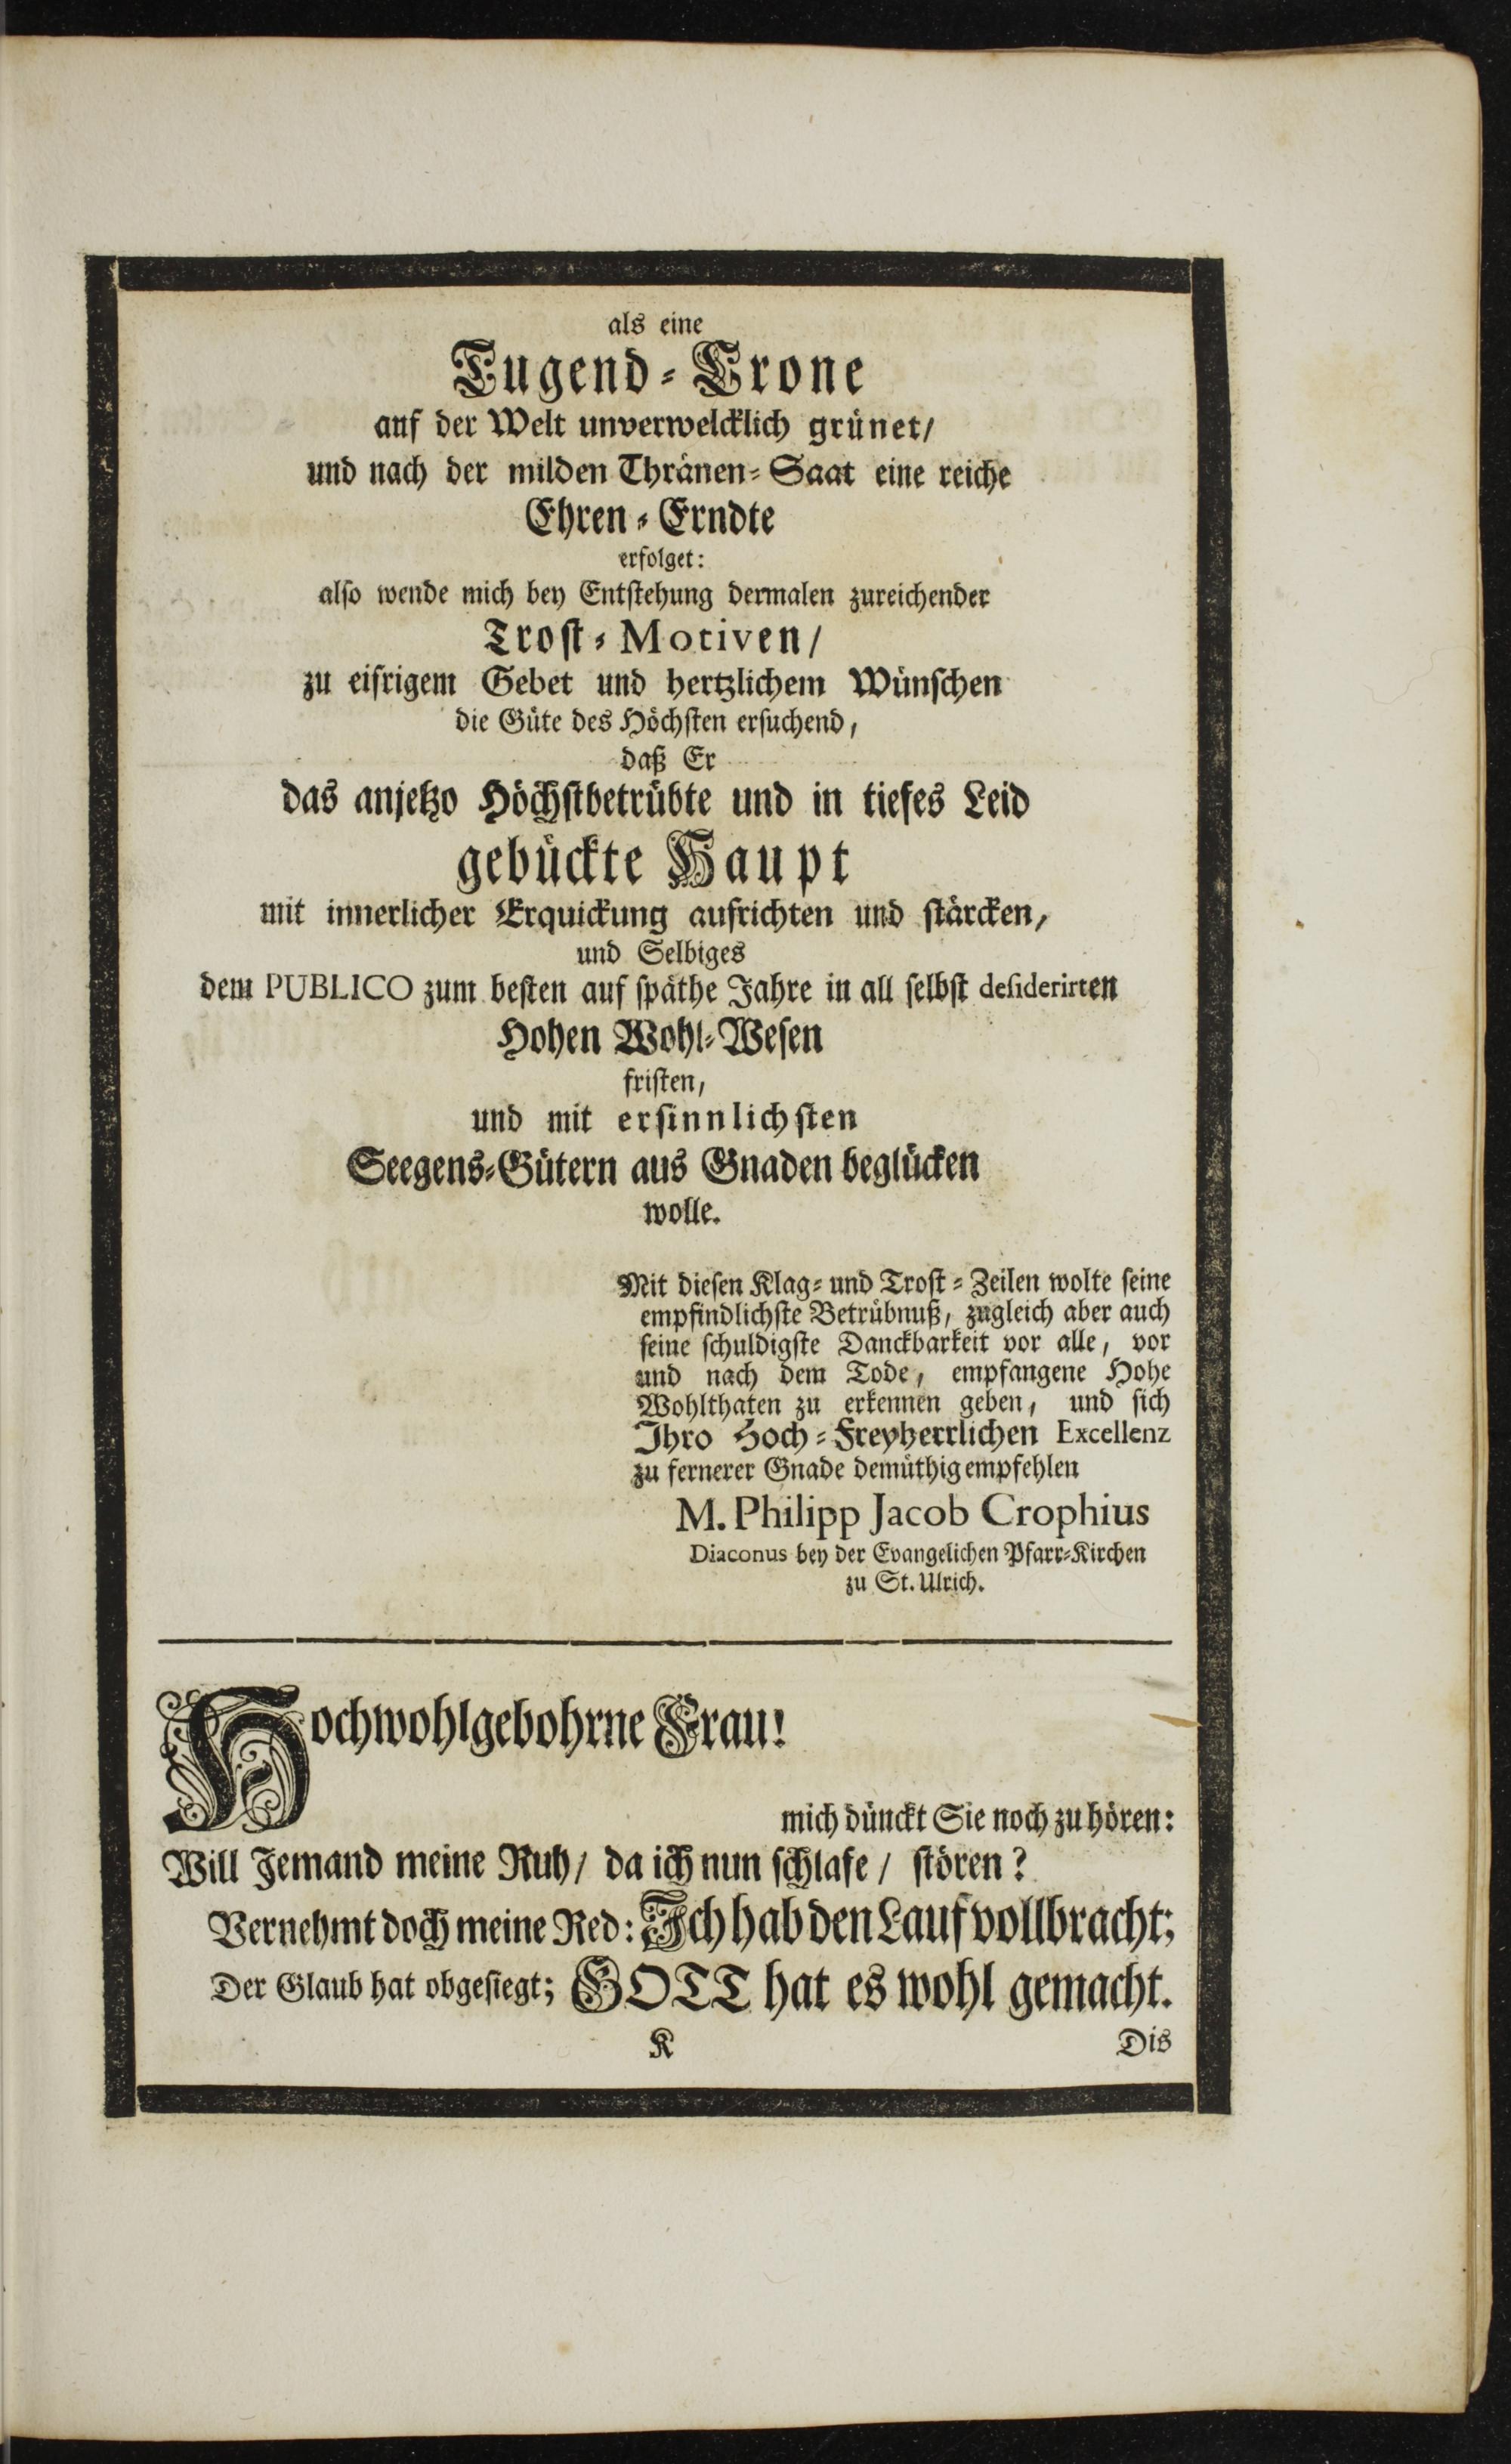 als eine
Tugend-Crone
auf der Welt unverwelcklich grünet/
und nach der milden Thränen-Saat eine reiche
Ehren-Erndte
erfolget:
also wende mich bey Entstehung dermalen zureichender
Trost-Motiven/
zu eifrigem Gebet und hertzlichem Wünschen
die Güte des Höchsten ersuchend,
daß Er
das anjetzo Höchstbetrübte und in tiefes Leid
gebückte Haupt
mit innerlicher Erquickung aufrichten und stärcken,
und Selbiges
dem PUBLICO zum besten auf späthe Jahre in all selbst desiderirten
Hohen Wohl-Wesen
fristen,
und mit ersinnlichsten
Seegens-Gütern aus Gnaden beglücken
wolle.
Mit diesen Klag- und Trost-Zeilen wolte seine
empfindlichste Betrübnuß, zugleich aber auch
seine schuldigste Danckbarkeit vor alle, vor
und nach dem Tode, empfangene Hohe
Wohlthaten zu erkennen geben, und sich
Ihro Hoch-Freyherrlichen Excellenz
zu fernerer Gnade demüthig empfehlen
M. Philipp Jacob Crophius
Diaconus bey der Evangelichen Pfarr-Kirchen
zu St. Ulrich.
Hochwohlgebohrne Frau!
mich dünckt Sie noch zu hören:
Will Jemand meine Ruh/ da ich nun schlafe/ stören?
Vernehmt doch meine Red: Ich hab den Lauf vollbracht;
Der Glaub hat obgesiegt; GOTT hat es wohl gemacht.
K
Dis